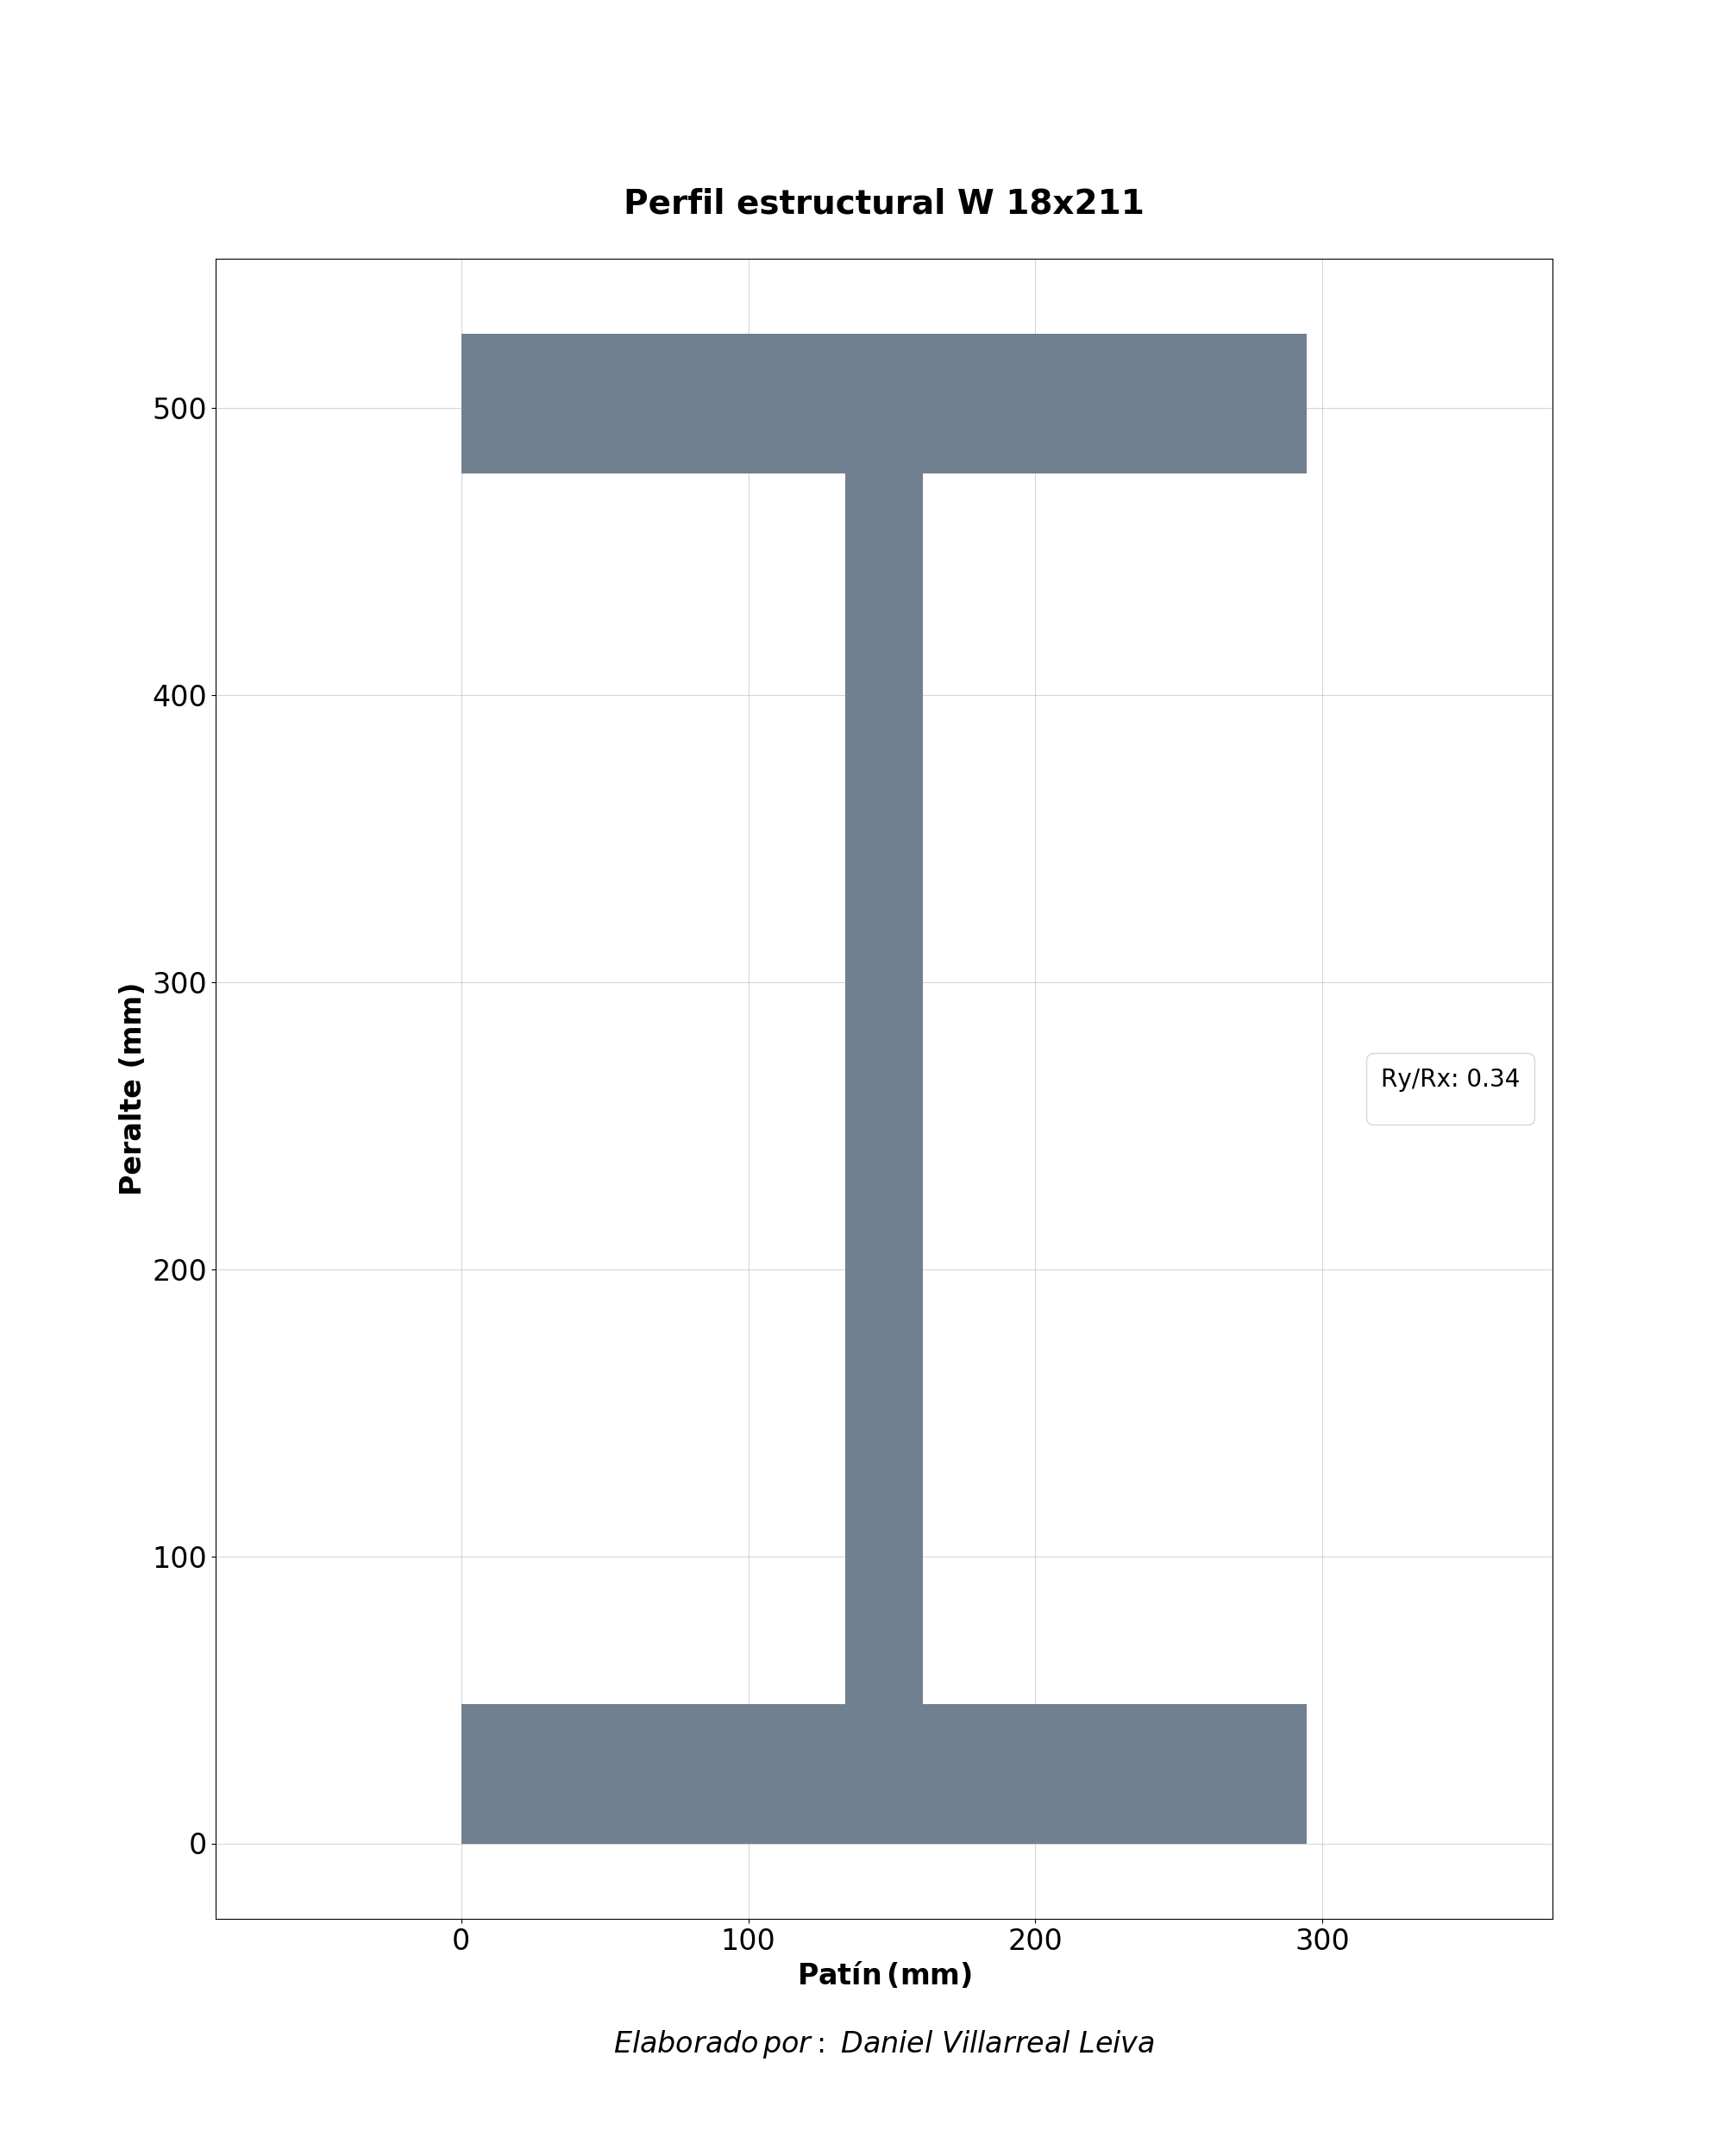 Perfil estructural W 18x211
500
400
300
200
100
0
Peralte (mm)
Ry/Rx: 0.34
0 100 200 300
Patín (mm)
Elaborado por: Daniel Villarreal Leiva